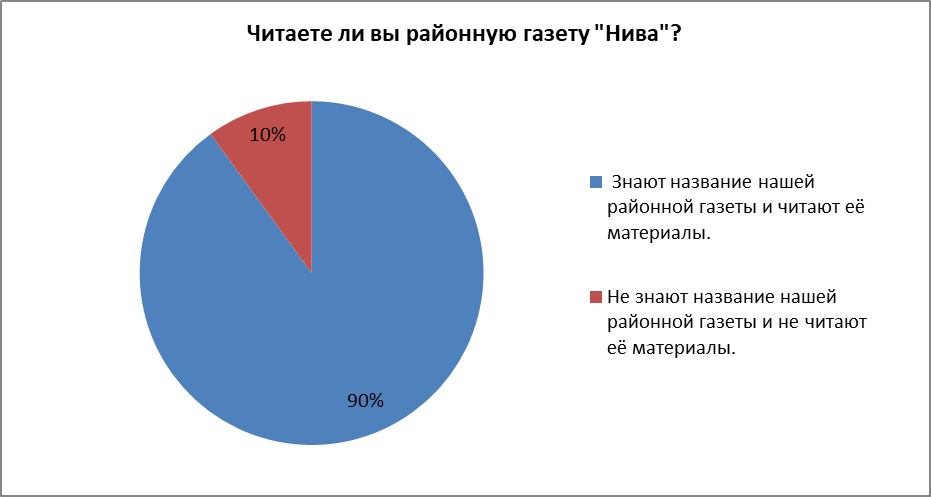 Читаете ли вы районную газету "Нива"?
10%
90%
Знают название нашей
районной газеты и читают её
материалы.
Не знают название нашей
районной газеты и не читают
её материалы.